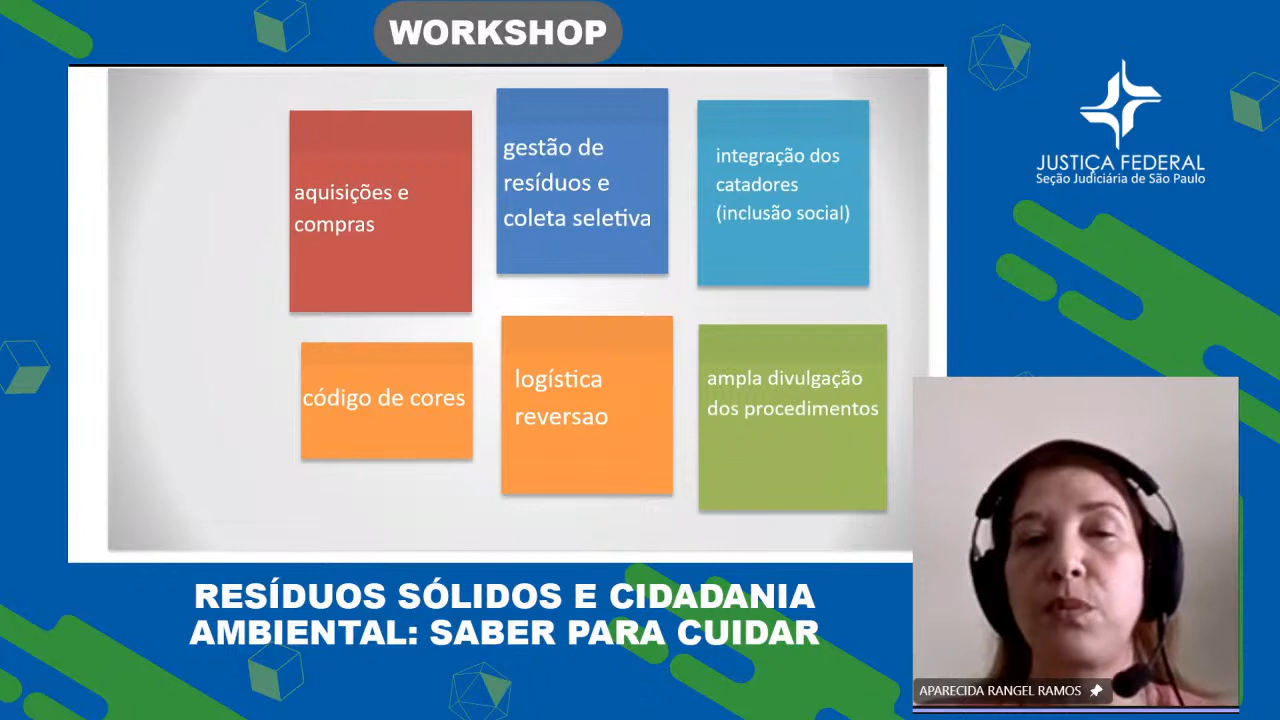 WORKSHOP
JUSTIÇA FEDERAL
Seção Judiciária de São Paulo
aquisições e
compras
gestão de
resíduos e
coleta seletiva
integração dos
catadores
(inclusão social)
código de cores
logística
reversao
ampla divulgação
dos procedimentos
RESÍDUOS SÓLIDOS E CIDADANIA
AMBIENTAL: SABER PARA CUIDAR
APARECIDA RANGEL RAMOS